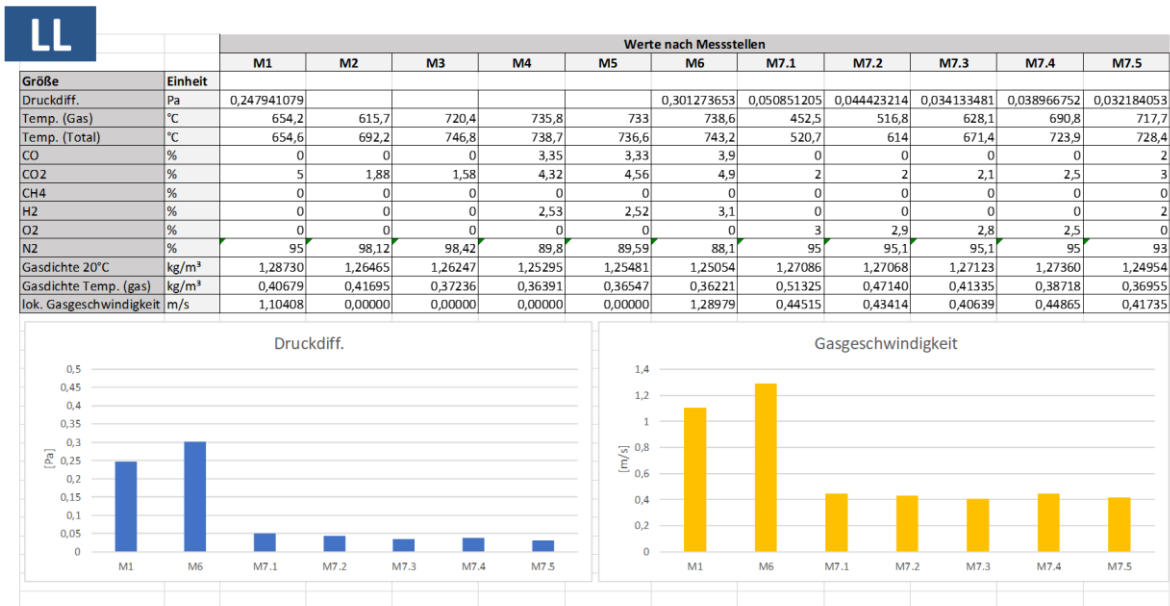 LL
Werte nach Messstellen
M1 M2 M3 M4 M5 M6 M7.1 M7.2 M7.3 M7.4 M7.5
Größe Einheit
Druckdiff. Pa 0,247941079 0,301273653 0,050851205 0,044423214 0,034133481 0,038966752 0,032184053
Temp. (Gas) °C 654,2 615,7 720,4 735,8 733 738,6 452,5 516,8 628,1 690,8 717,7
Temp. (Total) °C 654,6 692,2 746,8 738,7 736,6 743,2 520,7 614 671,4 723,9 728,4
CO % 0 0 0 3,35 3,33 3,9 0 0 0 0 2
CO2 % 5 1,88 1,58 4,32 4,56 4,9 2 2 2,1 2,5 3
CH4 % 0 0 0 0 0 0 0 0 0 0 0
H2 % 0 0 0 2,53 2,52 3,1 0 0 0 0 2
O2 % 0 0 0 0 0 0 3 2,9 2,8 2,5 0
N2 % 95 98,12 98,42 89,8 89,59 88,1 95 95,1 95,1 95 93
Gasdichte 20°C kg/m³ 1,28730 1,26465 1,26247 1,25295 1,25481 1,25054 1,27086 1,27068 1,27123 1,27360 1,24954
Gasdichte Temp. (gas) kg/m³ 0,40679 0,41695 0,37236 0,36391 0,36547 0,36221 0,51325 0,47140 0,41335 0,38718 0,36955
lok. Gasgeschwindigkeit m/s 1,10408 0,00000 0,00000 0,00000 0,00000 1,28979 0,44515 0,43414 0,40639 0,44865 0,41735
Druckdiff.
0,5
0,45
0,4
0,35
0,3
0,25
0,2
0,15
0,1
0,05
0
[Pa]
M1 M6 M7.1 M7.2 M7.3 M7.4 M7.5
Gasgeschwindigkeit
1,4
1,2
1
0,8
0,6
0,4
0,2
0
[m/s]
M1 M6 M7.1 M7.2 M7.3 M7.4 M7.5